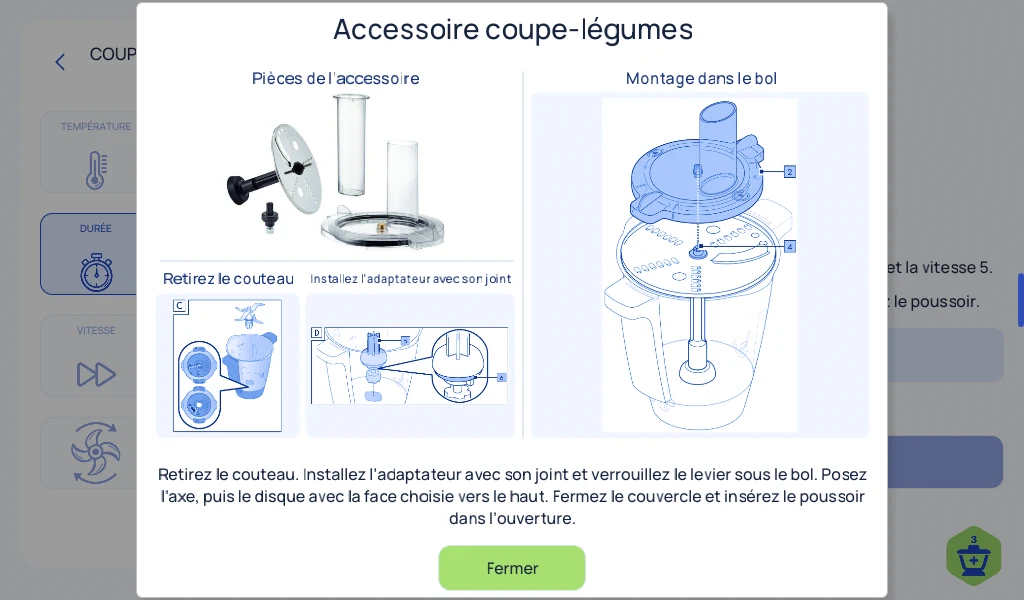 Accessoire coupe-légumes
COUP
Pièces de l'accessoire
Montage dans le bol
TEMPÉRATURE
2
4
DURÉE
Retirez le couteau
Installez l'adaptateur avec son joint
et la vitesse 5.
le poussoir.
C
D
5
6
VITESSE
Retirez le couteau. Installez l'adaptateur avec son joint et verrouillez le levier sous le bol. Posez
l'axe, puis le disque avec la face choisie vers le haut. Fermez le couvercle et insérez le poussoir
dans l'ouverture.
Fermer
3